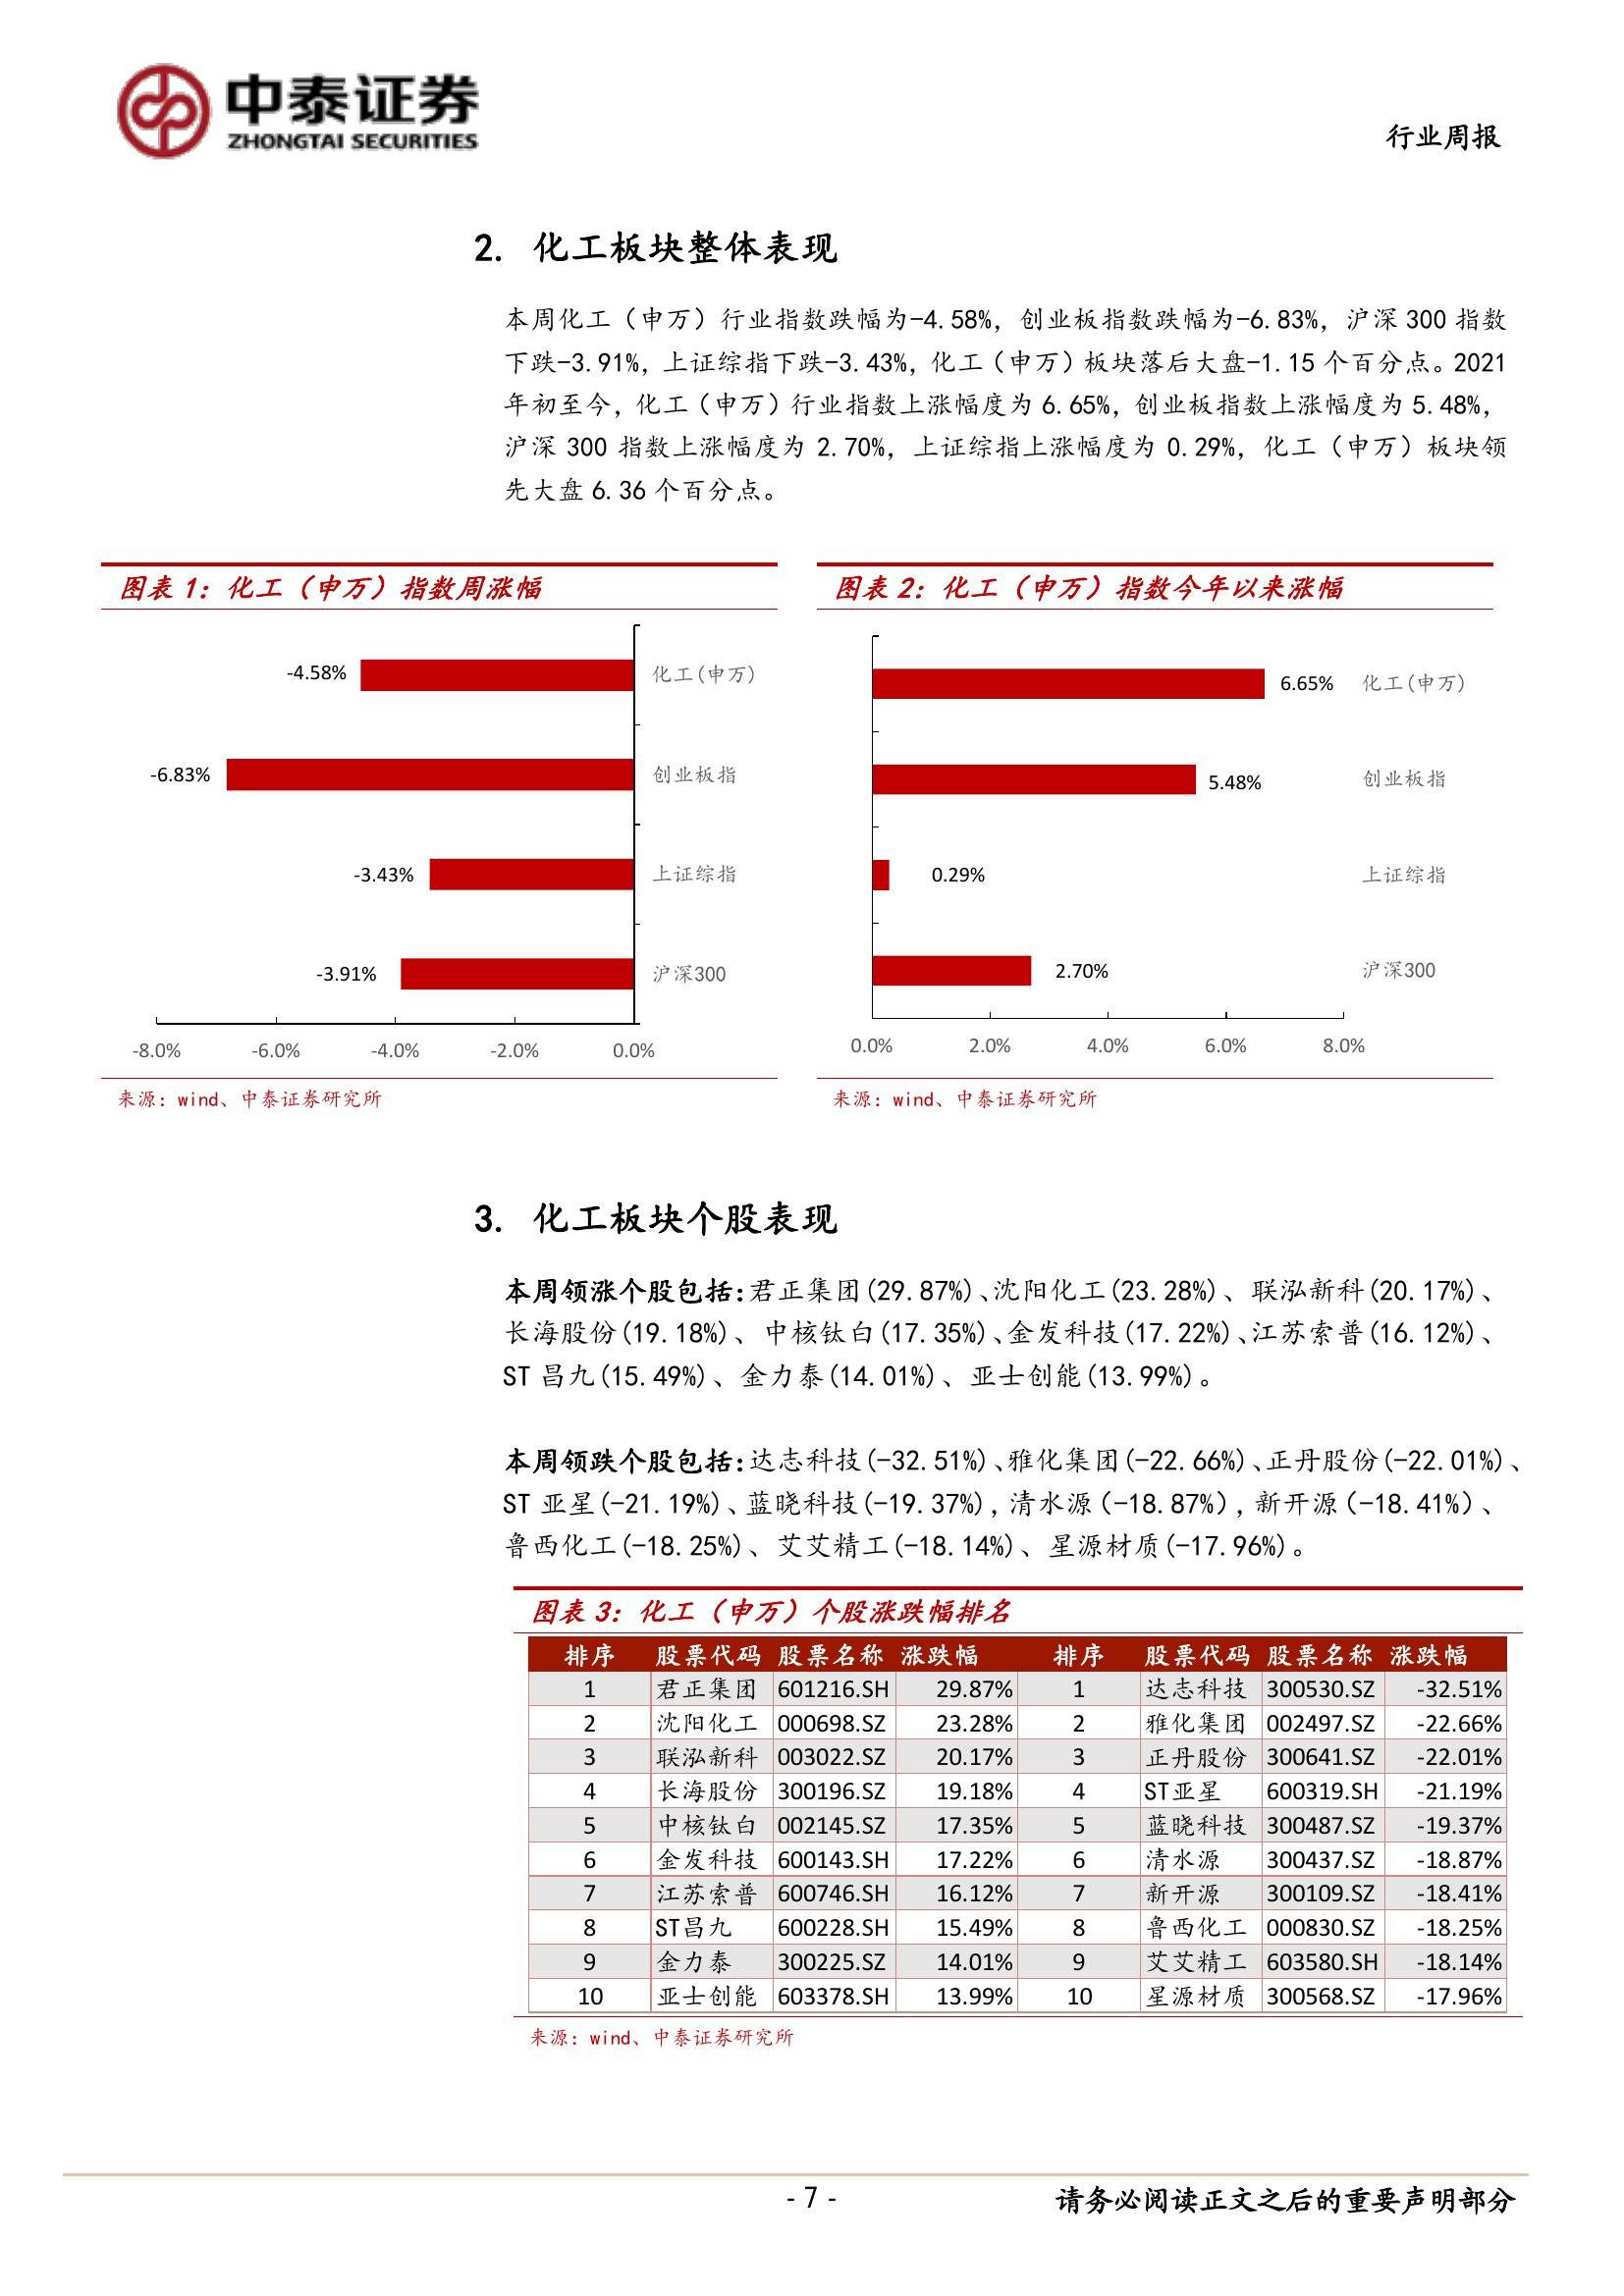 中泰证券
ZHONGTAI SECURITIES
行业周报
2. 化工板块整体表现
本周化工（申万）行业指数跌幅为-4.58%，创业板指数跌幅为-6.83%，沪深 300 指数
下跌-3.91%，上证综指下跌-3.43%，化工（申万）板块落后大盘-1.15 个百分点。2021
年初至今，化工（申万）行业指数上涨幅度为 6.65%，创业板指数上涨幅度为 5.48%，
沪深 300 指数上涨幅度为 2.70%，上证综指上涨幅度为 0.29%，化工（申万）板块领
先大盘 6.36 个百分点。
图表 1：化工（申万）指数周涨幅
-4.58% 化工(申万)
-6.83% 创业板指
-3.43% 上证综指
-3.91% 沪深300
-8.0% -6.0% -4.0% -2.0% 0.0%
来源：wind、中泰证券研究所
图表 2：化工（申万）指数今年以来涨幅
6.65% 化工(申万)
5.48% 创业板指
0.29% 上证综指
2.70% 沪深300
0.0% 2.0% 4.0% 6.0% 8.0%
来源：wind、中泰证券研究所
3. 化工板块个股表现
本周领涨个股包括:君正集团(29.87%)、沈阳化工(23.28%)、联泓新科(20.17%)、
长海股份(19.18%)、中核钛白(17.35%)、金发科技(17.22%)、江苏索普(16.12%)、
ST 昌九(15.49%)、金力泰(14.01%)、亚士创能(13.99%)。
本周领跌个股包括:达志科技(-32.51%)、雅化集团(-22.66%)、正丹股份(-22.01%)、
ST 亚星(-21.19%)、蓝晓科技(-19.37%)，清水源（-18.87%），新开源（-18.41%）、
鲁西化工(-18.25%)、艾艾精工(-18.14%)、星源材质(-17.96%)。
图表 3：化工（申万）个股涨跌幅排名
排序 股票代码 股票名称 涨跌幅 排序 股票代码 股票名称 涨跌幅
1 君正集团 601216.SH 29.87% 1 达志科技 300530.SZ -32.51%
2 沈阳化工 000698.SZ 23.28% 2 雅化集团 002497.SZ -22.66%
3 联泓新科 003022.SZ 20.17% 3 正丹股份 300641.SZ -22.01%
4 长海股份 300196.SZ 19.18% 4 ST亚星 600319.SH -21.19%
5 中核钛白 002145.SZ 17.35% 5 蓝晓科技 300487.SZ -19.37%
6 金发科技 600143.SH 17.22% 6 清水源 300437.SZ -18.87%
7 江苏索普 600746.SH 16.12% 7 新开源 300109.SZ -18.41%
8 ST昌九 600228.SH 15.49% 8 鲁西化工 000830.SZ -18.25%
9 金力泰 300225.SZ 14.01% 9 艾艾精工 603580.SH -18.14%
10 亚士创能 603378.SH 13.99% 10 星源材质 300568.SZ -17.96%
来源：wind、中泰证券研究所
- 7 -
请务必阅读正文之后的重要声明部分